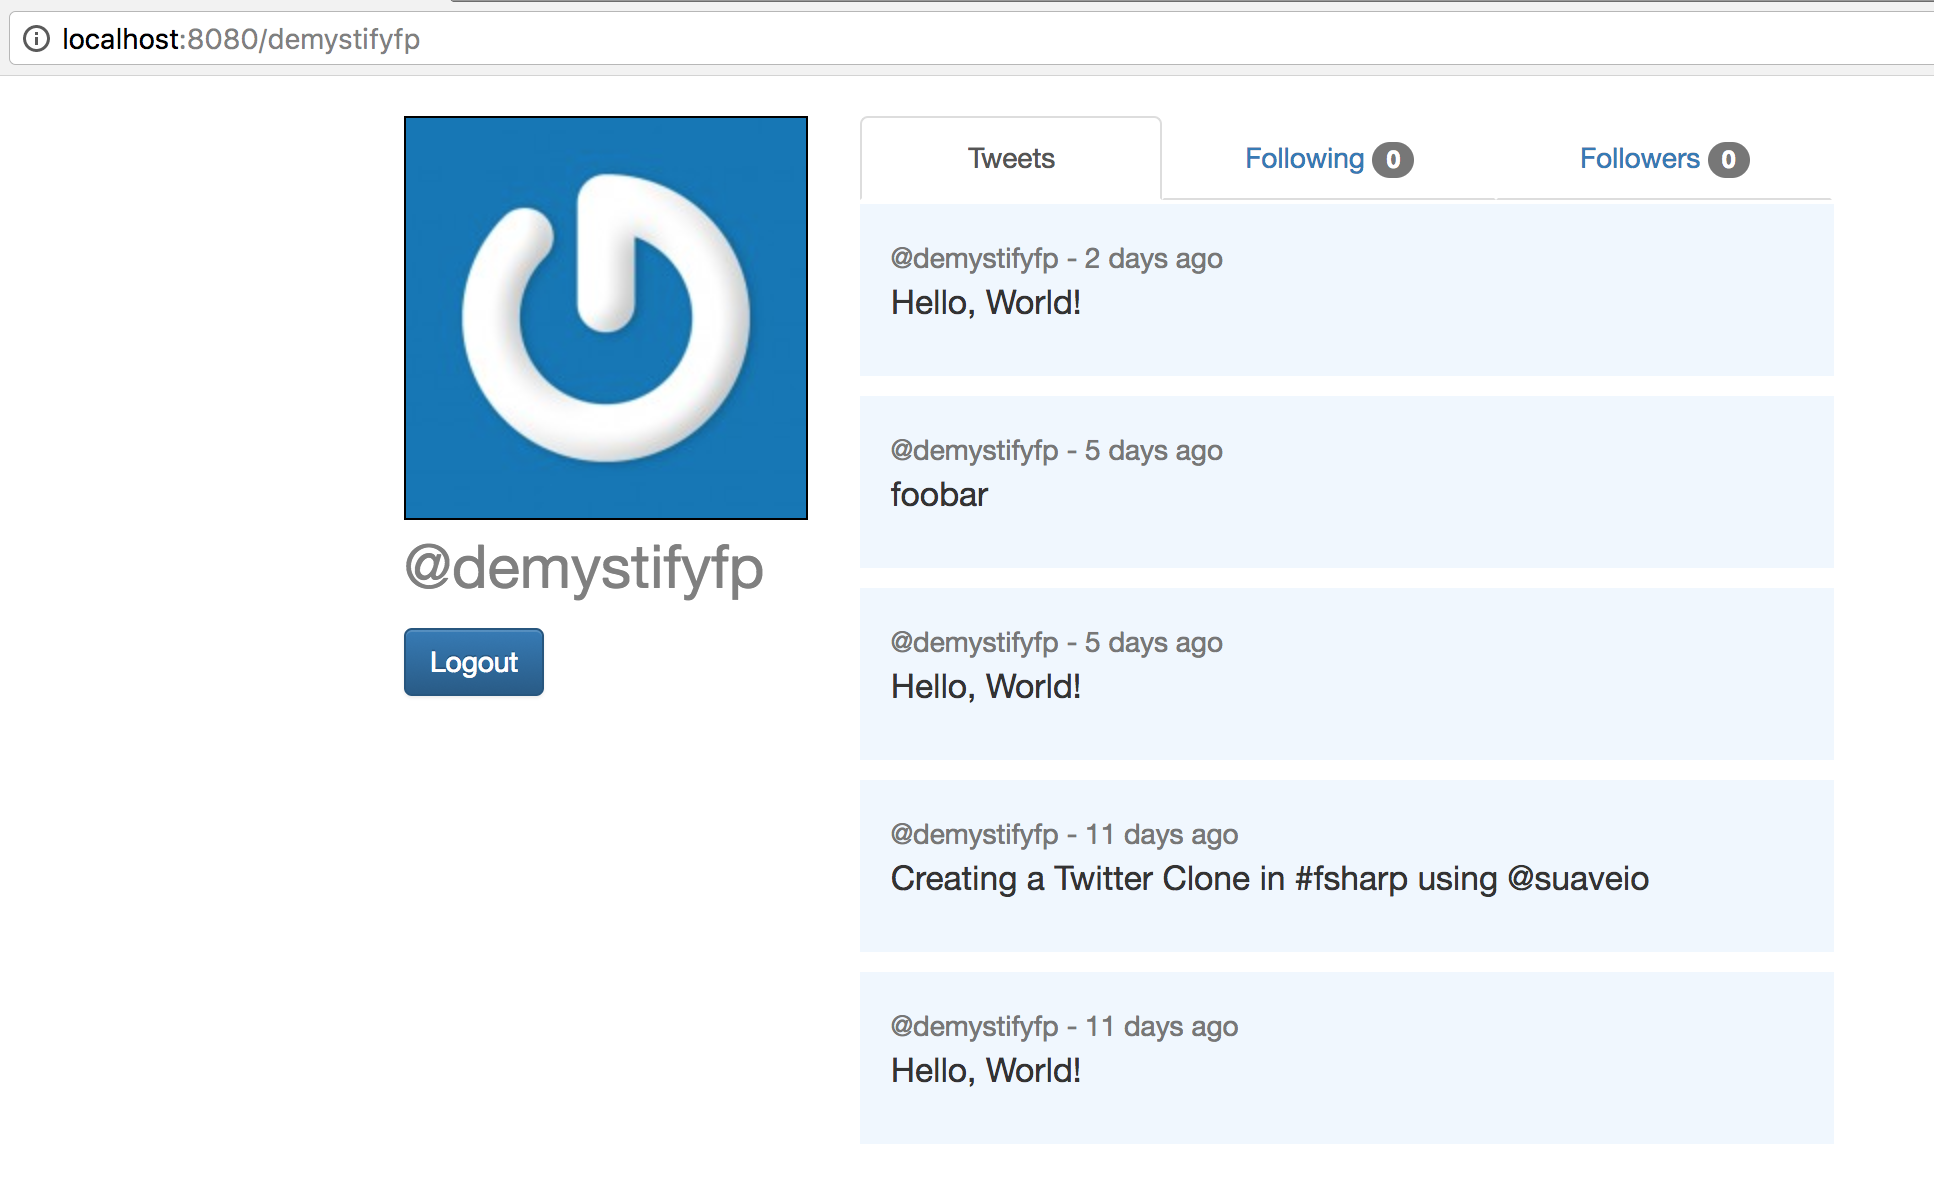 localhost:8080/demystifyfp
Tweets
Following 0
Followers 0
@demystifyfp
Logout
@demystifyfp - 2 days ago
Hello, World!
@demystifyfp - 5 days ago
foobar
@demystifyfp - 5 days ago
Hello, World!
@demystifyfp - 11 days ago
Creating a Twitter Clone in #fsharp using @suaveio
@demystifyfp - 11 days ago
Hello, World!